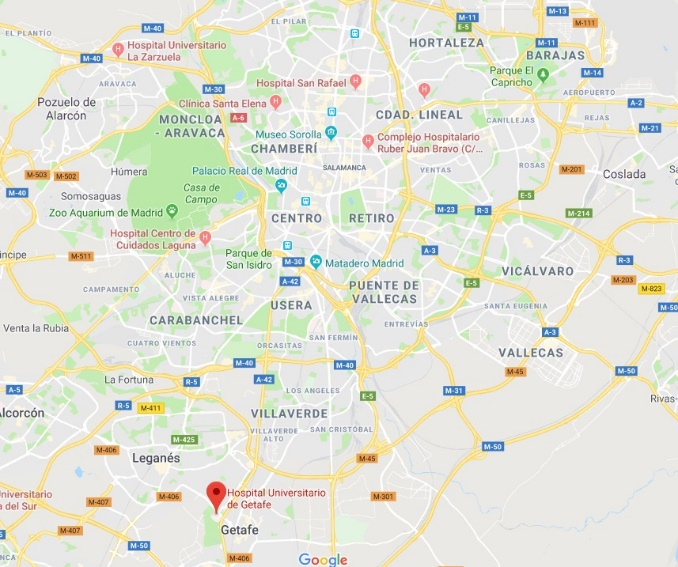 EL PLANTÍO
M-40
Hospital Universitario
La Zarzuela
M-40
EL PILAR
M-11
E-5
M-13
M-111
HORTALEZA
M-11
BARAJAS
Parque El
Capricho
M-14
AEROPUERTO
ARAVACA
M-30
Hospital San Rafael
Pozuelo de
Alarcón
Clínica Santa Elena
A-6
MONCLOA
- ARAVACA
CDAD. LINEAL
CANILLEJAS
REJAS
A-2
M-21
Museo Sorolla
CHAMBERÍ
Complejo Hospitalario
Ruber Juan Bravo (C/...
SALAMANCA
VENTAS
ROSAS
M-201
Coslada
M-503
M-502
Húmera
Palacio Real de Madrid
Casa de
Campo
M-40
Somosaguas
E-5
Zoo Aquarium de Madrid
CENTRO
RETIRO
M-23
R-3
M-214
Hospital Centro de
Cuidados Laguna
M-511
Parque de
San Isidro
M-30
Matadero Madrid
A-3
R-3
ALUCHE
A-42
E-5
VICÁLVARO
M-203
M-823
CAMPAMENTO
VISTA ALEGRE
USERA
PUENTE DE
VALLECAS
SANTA EUGENIA
M-50
CARABANCHEL
ENTREVÍAS
Venta la Rubia
CUATRO VIENTOS
ORCASITAS
SAN FERMÍN
A-3
VALLECAS
M-40
M-40
La Fortuna
R-5
A-42
M-45
M-50
A-5
LOS ÁNGELES
E-5
M-31
Rivas-
R-5
M-411
VILLAVERDE
VILLAVERDE
ALTO
SAN CRISTÓBAL
M-425
M-50
M-406
Leganés
M-45
M-406
Hospital Universitario
de Getafe
M-301
M-407
M-407
Getafe
M-50
M-406
Google